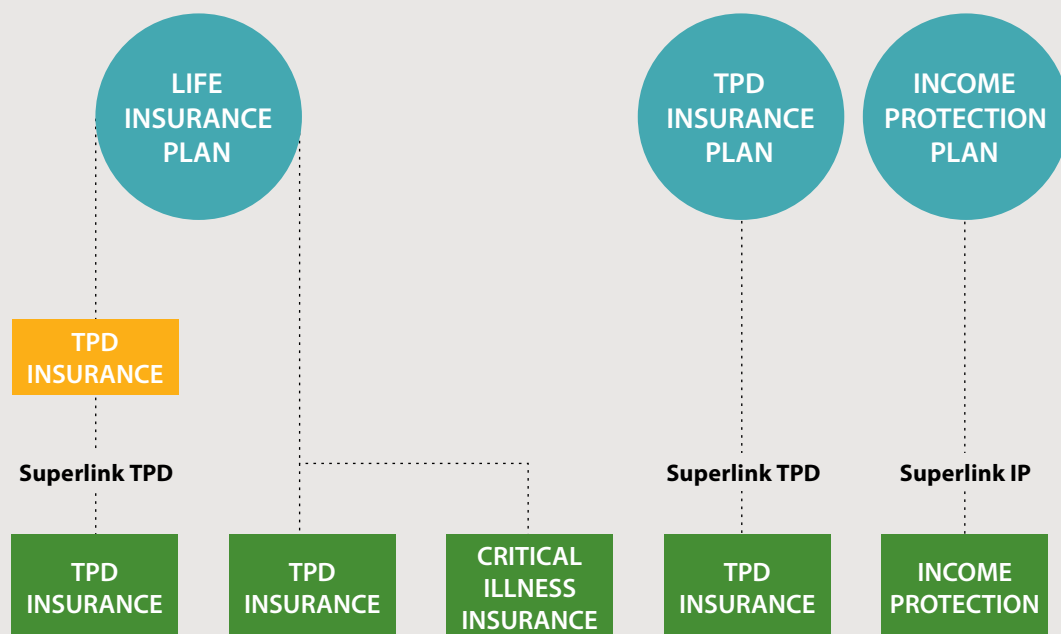 LIFE
INSURANCE
PLAN
TPD
INSURANCE
PLAN
INCOME
PROTECTION
PLAN
TPD
INSURANCE
Superlink TPD
Superlink TPD
Superlink IP
TPD
INSURANCE
TPD
INSURANCE
CRITICAL
ILLNESS
INSURANCE
TPD
INSURANCE
INCOME
PROTECTION